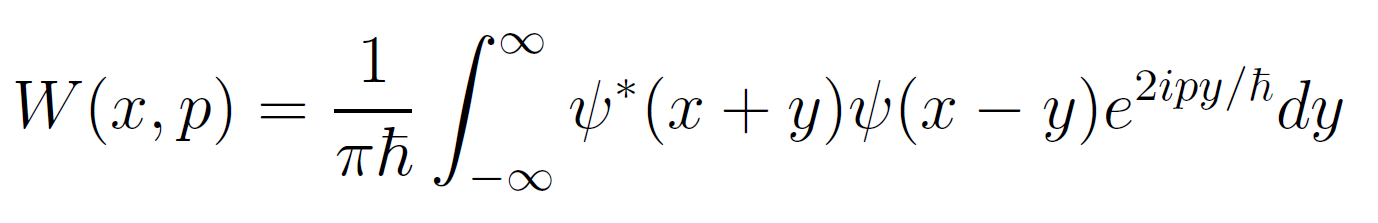 W(x, p) = \frac{1}{\pi\hbar} \int_{-\infty}^{\infty} \psi^*(x + y)\psi(x - y)e^{2ipy/\hbar}dy